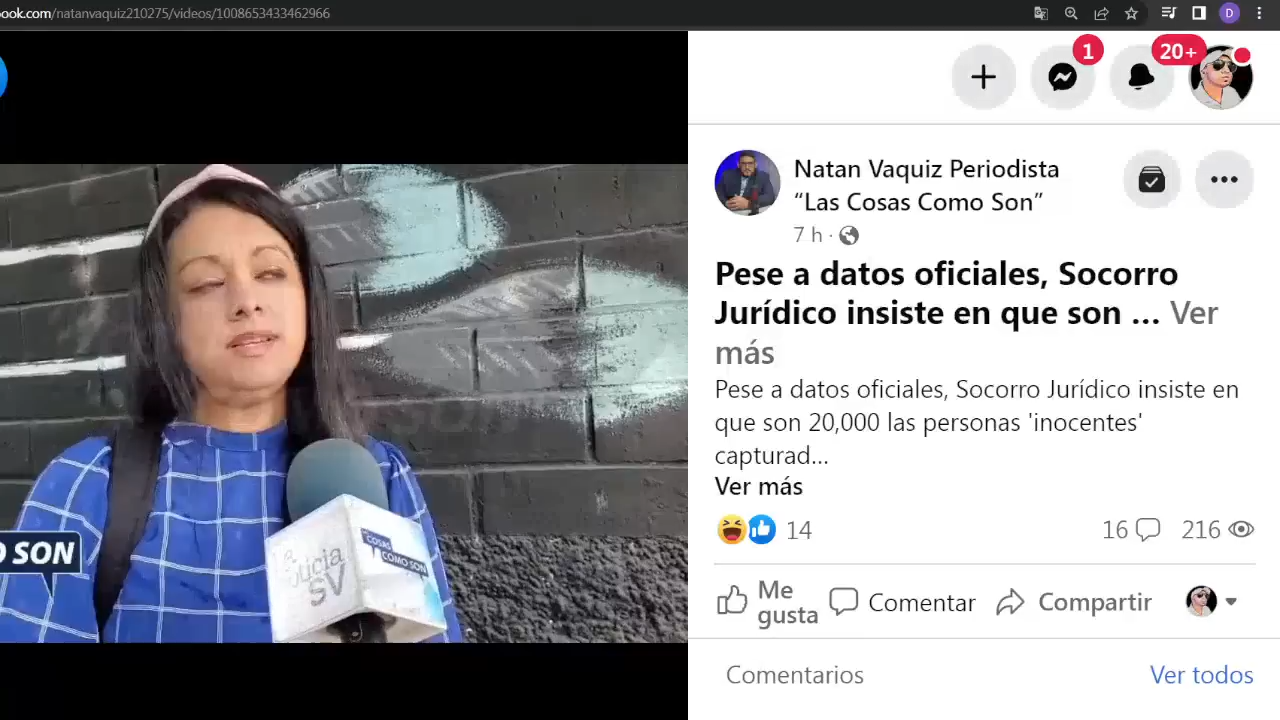 book.com/natanvaquiz210275/videos/1008653433462966
D
1
20+
Natan Vaquiz Periodista
“Las Cosas Como Son”
7 h ·
Pese a datos oficiales, Socorro
Jurídico insiste en que son ... Ver
más
Pese a datos oficiales, Socorro Jurídico insiste en
que son 20,000 las personas 'inocentes'
capturad...
Ver más
14
16
216
Me
gusta
Comentar
Compartir
Comentarios
Ver todos
O SON
COSAS
COMO SON
SV